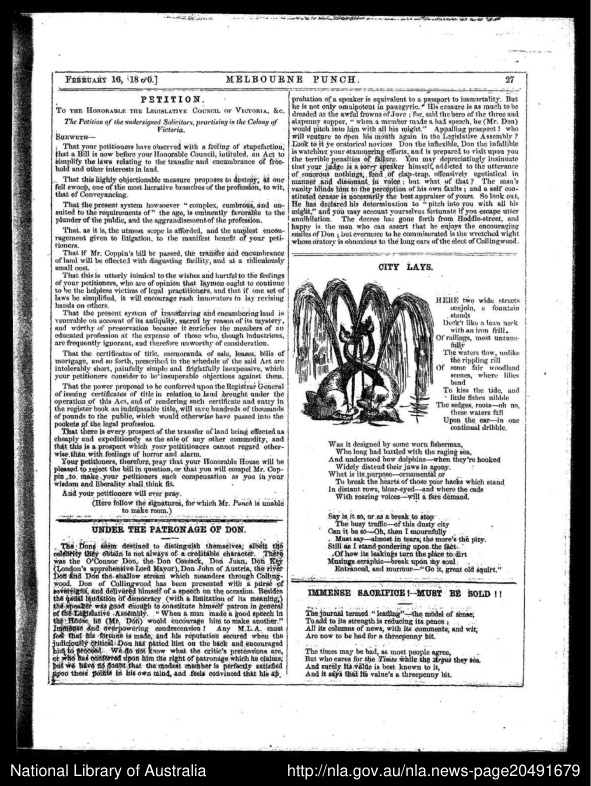 FEBRUARY 16, 1860.]
MELBOURNE PUNCH.
27
PETITION.
TO THE HONORABLE THE LEGISLATIVE COUNCIL OF VICTORIA, &c.
The Petition of the undersigned Solicitors, practising in the Colony of
Victoria.
SHEWETH—
That your petitioners have observed with a feeling of stupefaction,
that a Bill is now before your Honorable Council, intituled, an Act to
simplify the laws relating to the transfer and encumbrance of free-
hold and other interests in land.
That this highly objectionable measure proposes to destroy, at one
fell swoop, one of the most lucrative branches of the profession, to wit,
that of Conveyancing.
That the present system howsoever "complex, cumbrous, and un-
suited to the requirements of" the age, is eminently favorable to the
plunder of the public, and the aggrandisement of the profession.
That, as it is, the utmost scope is afforded, and the amplest encou-
ragement given to litigation, to the manifest benefit of your peti-
tioners.
That if Mr. Coppin's bill be passed, the transfer and encumbrance
of land will be effected with disgusting facility, and at a ridiculously
small cost.
That this is utterly inimical to the wishes and hurtful to the feelings
of your petitioners, who are of opinion that laymen ought to continue
to be the helpless victims of legal practitioners, and that if one set of
laws be simplified, it will encourage rash innovators to lay revising
hands on others.
That the present system of transferring and encumbering land is
venerable on account of its antiquity, sacred by reason of its mystery,
and worthy of preservation because it enriches the members of an
educated profession at the expense of those who, though industrious,
are frequently ignorant, and therefore unworthy of consideration.
That the certificates of title, memoranda of sale, leases, bills of
mortgage, and so forth, prescribed in the schedule of the said Act are
intolerably short, painfully simple and frightfully inexpensive, which
your petitioners consider to be inseparable objections against them.
That the power proposed to be conferred upon the Registrar General
of issuing certificates of title in relation to land brought under the
operation of this Act, and of rendering such certificate and entry in
the register book an indefeasible title, will save hundreds of thousands
of pounds to the public, which would otherwise have passed into the
pockets of the legal profession.
That there is every prospect of the transfer of land being effected as
cheaply and expeditiously as the sale of any other commodity, and
that this is a prospect which your petitioners cannot regard other-
wise than with feelings of horror and alarm.
Your petitioners, therefore, pray that your Honorable House will be
pleased to reject the bill in question, or that you will compel Mr. Cop-
pin to make your petitioners such compensation as you in your
wisdom and liberality shall think fit.
And your petitioners will ever pray.
(Here follow the signatures, for which Mr. Punch is unable
to make room.)
UNDER THE PATRONAGE OF DON.
The Dons seem destined to distinguish themselves, albeit the
celebrity they obtain is not always of a creditable character. There
was the O'Connor Don, the Don Cossack, Don Juan, Don Key
(London's apprehensive Lord Mayor), Don John of Austria, the river
Don and Don the shallow stream which meanders through Colling-
wood. Don of Collingwood has been presented with a purse of
sovereigns, and delivered himself of a speech on the occasion. Besides
the usual laudation of democracy (with a limitation of its meaning,)
the speaker was good enough to constitute himself patron in general
of the Legislative Assembly. "When a man made a good speech in
the House, he (Mr. Don) would encourage him to make another."
Immense and overpowering condescension! Any M.L.A. must
feel that his fortune is made, and his reputation secured when the
judiciously critical Don has patted him on the back and encouraged
him to proceed. We do not know what the critic's pretensions are,
or who has conferred upon him the right of patronage which he claims,
but we have no doubt that the modest member is perfectly satisfied
upon these points in his own mind, and feels convinced that his ap-
probation of a speaker is equivalent to a passport to immortality. But
he is not only omnipotent in panegyric. His censure is as much to be
dreaded as the awful frowns of Jove; for, said the hero of the three and
sixpenny supper, "when a member made a bad speech, he (Mr. Don)
would pitch into him with all his might." Appalling prospect! who
will venture to open his mouth again in the Legislative Assembly?
Look to it ye oratorical novices Don the inflexible, Don the infallible
is watching your stammering efforts, and is prepared to visit upon you
the terrible penalties of failure. You may depreciatingly insinuate
that your judge is a sorry speaker himself, addicted to the utterance
of sonorous nothings, fond of clap-trap, offensively egotistical in
manner and dissonant in voice; but what of that? The man's
vanity blinds him to the perception of his own faults; and a self con-
stituted censor is necessarily the best appraiser of yours. So look out,
He has declared his determination to "pitch into you with all his
might," and you may account yourselves fortunate if you escape utter
annihilation. The decree has gone forth from Hoddle-street, and
happy is the man who can assert that he enjoys the encouraging
smiles of Don; but evermore to be commiserated is the wretched wight
whose oratory is obnoxious to the long ears of the elect of Collingwood.
CITY LAYS.
HERE two wide streets
conjoin, a fountain
stands
Deck't like a lean nark
with an iron frill.
Of railings, most untune-
fully
The waters flow, unlike
the rippling rill
Of some fair woodland
scenes, where lilies
bend
To kiss the tide, and
little fishes nibble
The sedges, roots—oh no,
these waters fall
Upon the ear—in one
continual dribble.
Was it designed by some worn fisherman,
Who long had battled with the raging sea,
And understood how dolphins—when they're hooked
Widely distend their jaws in agony.
What is its purpose—ornamental or
To break the hearts of those poor hacks which stand
In distant rows, blear-eyed—and where the cads
With roaring voices—will a fare demand.
Say is it so, or as a break to stop
The busy traffic—of this dusty city
Can it be so—Oh, than I mournfully
Must say—almost in tears, the more's the pity.
Still as I stand pondering upon the fact
Of how its leakings turn the place to dirt
Musings seraphic—break upon my soul
Entranced, and murmur—"Go it, great old squirt."
IMMENSE SACRIFICE!—MUST BE SOLD!!
The journal termed "leading"—the model of sense,
To add to its strength is reducing its pence;
All its columns of news, with its comments, and wit,
Are now to be had for a threepenny bit.
The times may be bad, as most people agree,
But who cares for the Times while the Argus they see.
And surely its value is best known to it,
And it says that its value's a threepenny bit.
National Library of Australia
http://nla.gov.au/nla.news-page20491679